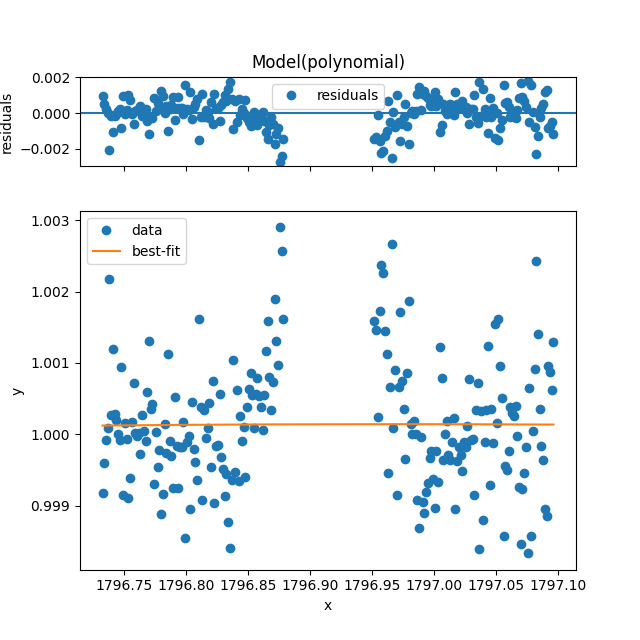 Model(polynomial)
0.002
0.000
−0.002
residuals
residuals
1.003
1.002
1.001
1.000
0.999
y
data
best-fit
1796.75 1796.80 1796.85 1796.90 1796.95 1797.00 1797.05 1797.10
x